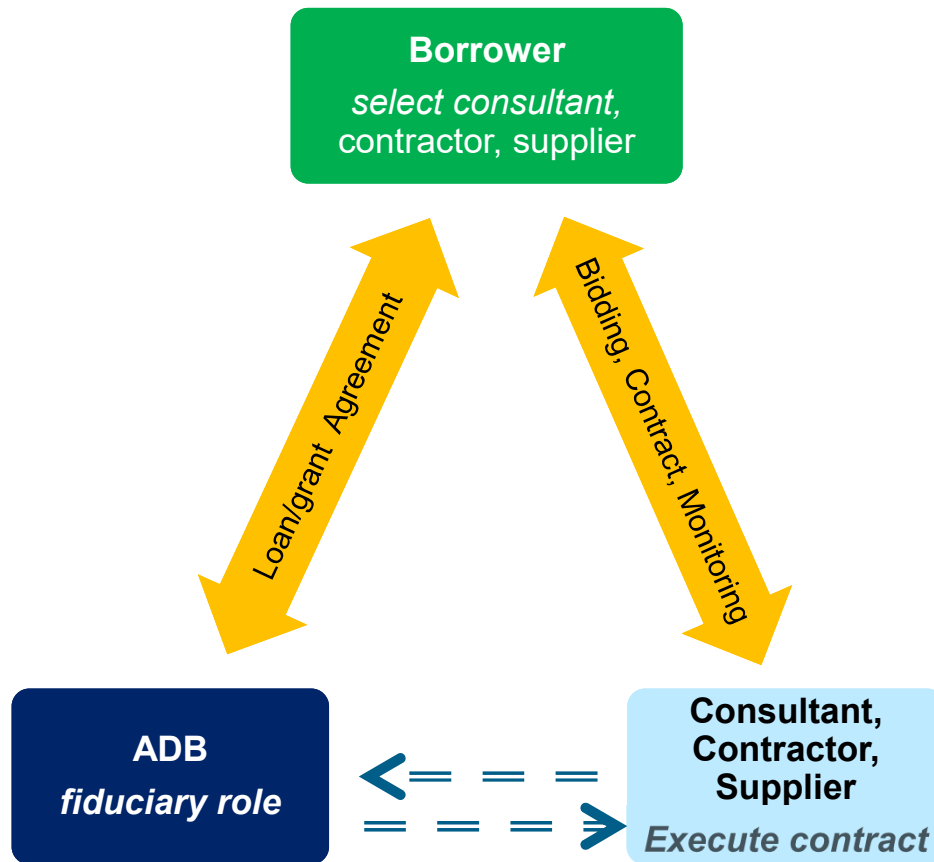 Borrower
select consultant,
contractor, supplier
Loan/grant Agreement
Bidding, Contract, Monitoring
ADB
fiduciary role
Consultant,
Contractor,
Supplier
Execute contract